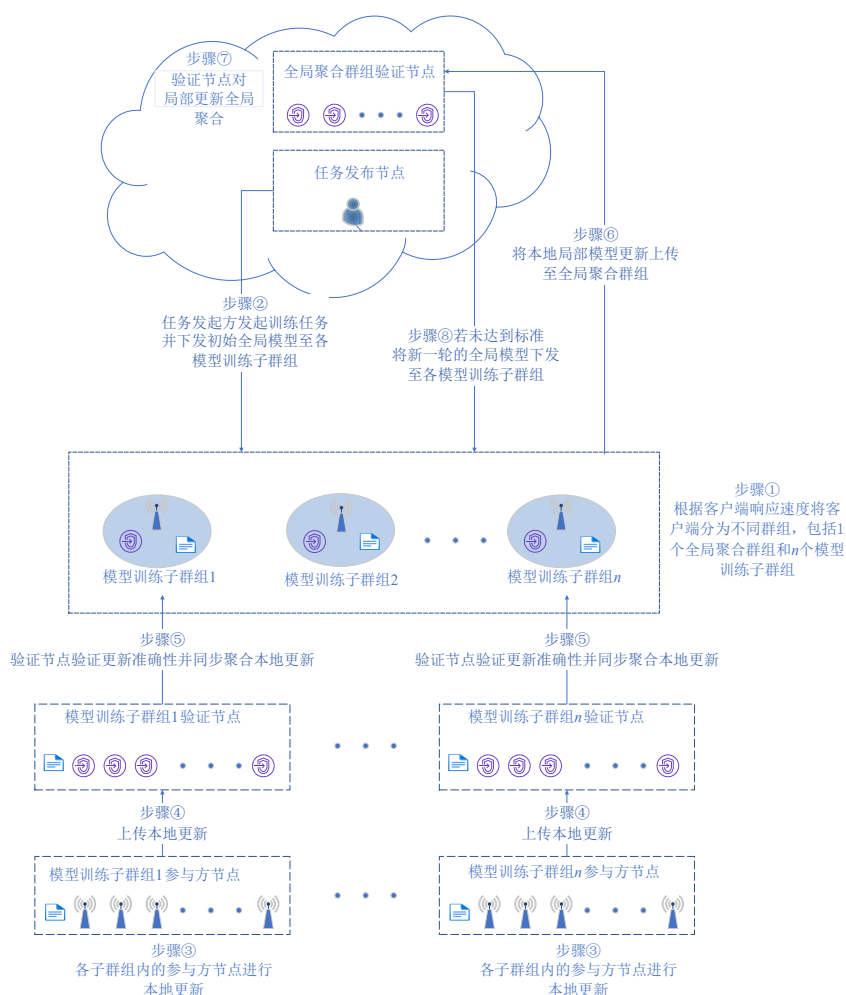 步骤⑦
验证节点对
局部更新全局
聚合
全局聚合群组验证节点
任务发布节点
步骤⑥
将本地局部模型更新上传
至全局聚合群组
步骤②
任务发起方发起训练任务
并下发初始全局模型至各
模型训练子群组
步骤⑧若未达到标准
将新一轮的全局模型下发
至各模型训练子群组
步骤①
根据客户端响应速度将客
户端分为不同群组，包括1
个全局聚合群组和n个模型
训练子群组
模型训练子群组1
模型训练子群组2
模型训练子群组n
步骤⑤
验证节点验证更新准确性并同步聚合本地更新
步骤⑤
验证节点验证更新准确性并同步聚合本地更新
模型训练子群组1验证节点
模型训练子群组n验证节点
步骤④
上传本地更新
步骤④
上传本地更新
模型训练子群组1参与方节点
模型训练子群组n参与方节点
步骤③
各子群组内的参与方节点进行
本地更新
步骤③
各子群组内的参与方节点进行
本地更新